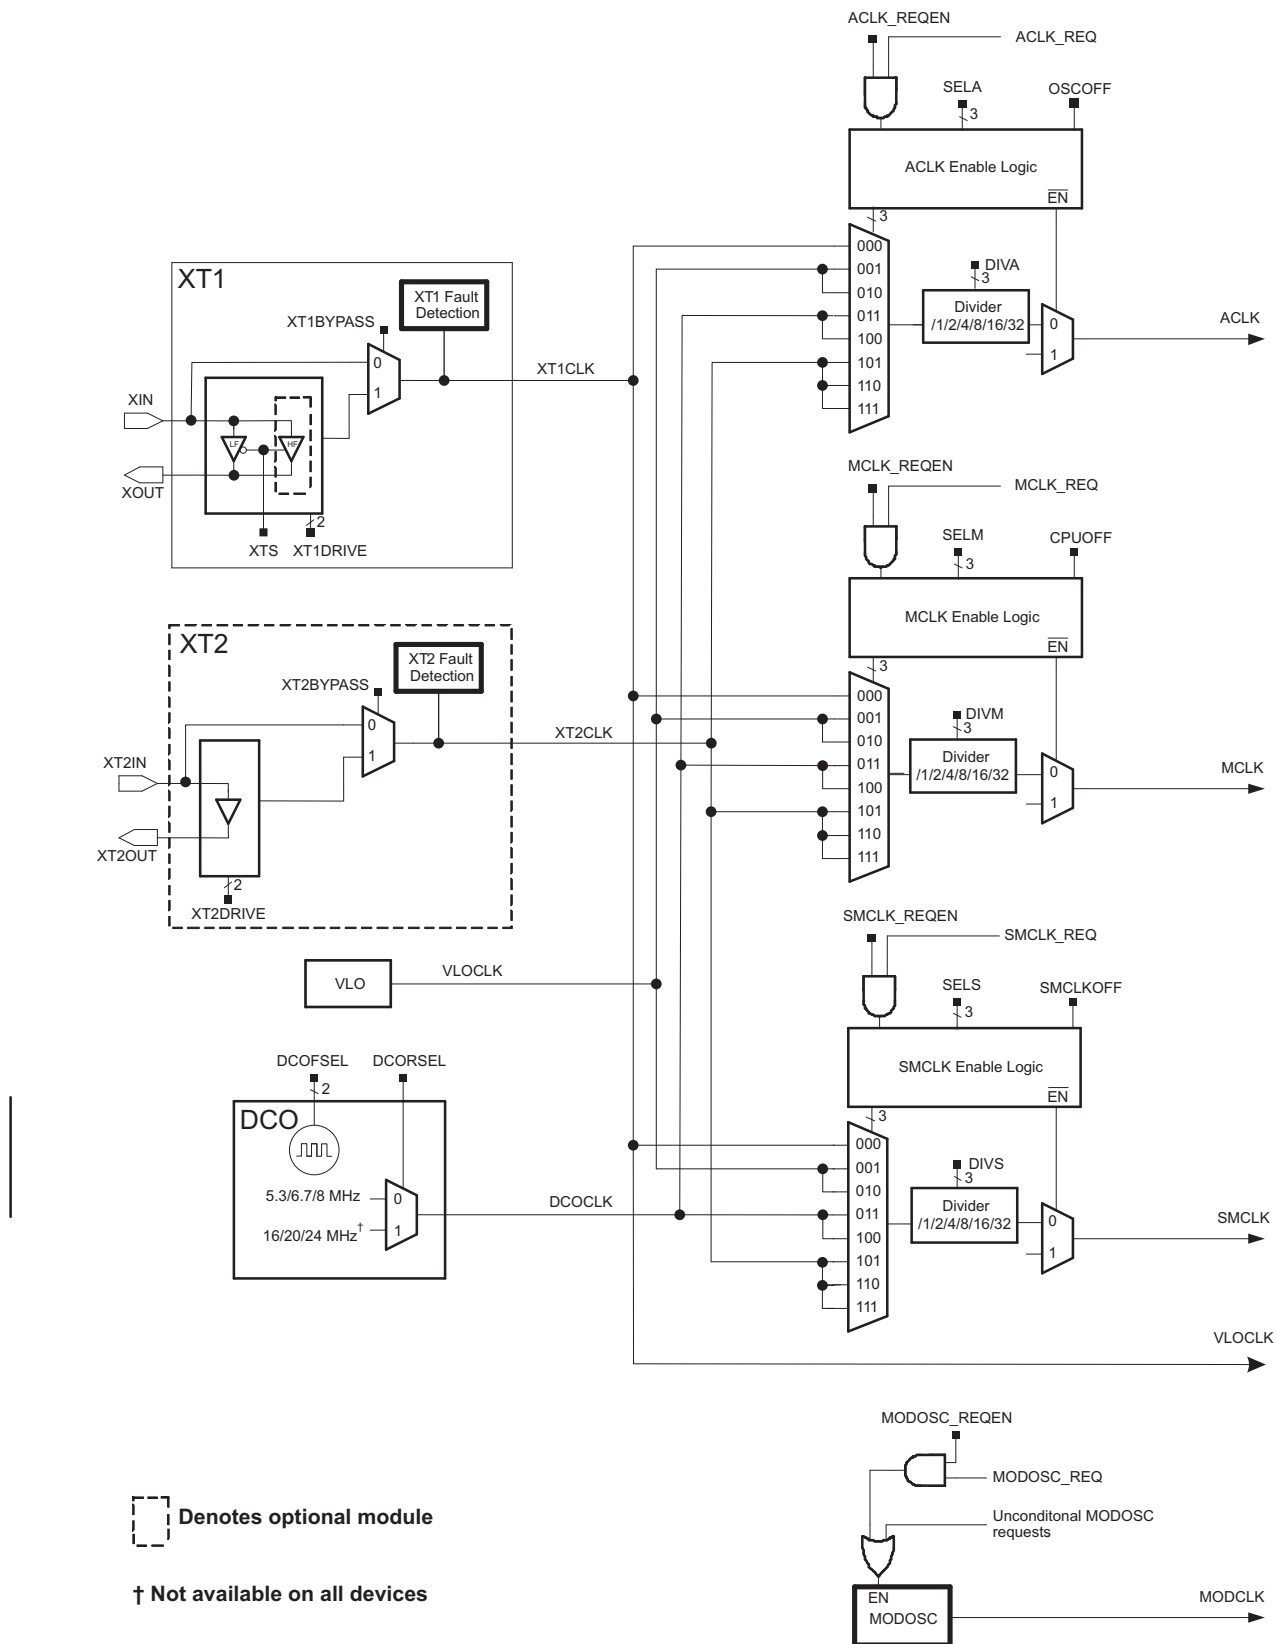 ACLK_REQEN
ACLK_REQ
SELA
OSCOFF
3
ACLK Enable Logic
EN
3
000
001
010
011
100
101
110
111
DIVA
3
Divider
/1/2/4/8/16/32
0
1
ACLK
XT1
XT1 Fault
Detection
XT1BYPASS
0
1
XT1CLK
XIN
LF
HF
XOUT
2
XTS
XT1DRIVE
MCLK_REQEN
MCLK_REQ
SELM
CPUOFF
3
MCLK Enable Logic
EN
3
000
001
010
011
100
101
110
111
DIVM
3
Divider
/1/2/4/8/16/32
0
1
MCLK
XT2
XT2 Fault
Detection
XT2BYPASS
0
1
XT2CLK
XT2IN
XT2OUT
2
XT2DRIVE
SMCLK_REQEN
SMCLK_REQ
SELS
SMCLKOFF
3
SMCLK Enable Logic
EN
3
000
001
010
011
100
101
110
111
DIVS
3
Divider
/1/2/4/8/16/32
0
1
SMCLK
VLO
VLOCLK
DCOFSEL
DCORSEL
2
DCO
5.3/6.7/8 MHz
0
16/20/24 MHz†
1
DCOCLK
VLOCLK
MODOSC_REQEN
MODOSC_REQ
Unconditonal MODOSC
requests
EN
MODOSC
MODCLK
Denotes optional module
† Not available on all devices